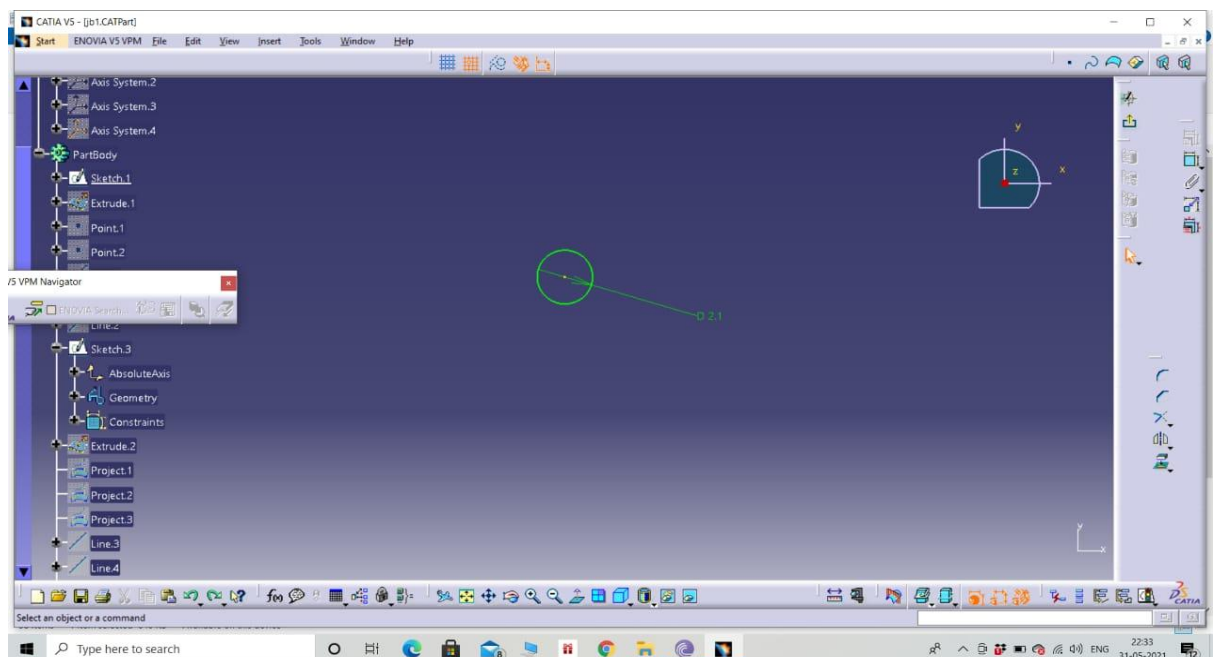 CATIA V5 - [jb1.CATPart]
Start ENOVIA V5 VPM File Edit View Insert Tools Window Help
Axis System.2
Axis System.3
Axis System.4
PartBody
Sketch.1
Extrude.1
Point.1
Point.2
V5 VPM Navigator
ENOVIA Search...
Line.2
Sketch.3
AbsoluteAxis
Geometry
Constraints
Extrude.2
Project.1
Project.2
Project.3
Line.3
Line.4
D 2.1
y
x
z
y
x
CATIA
Select an object or a command
Type here to search
ENG
22:33
31-05-2021